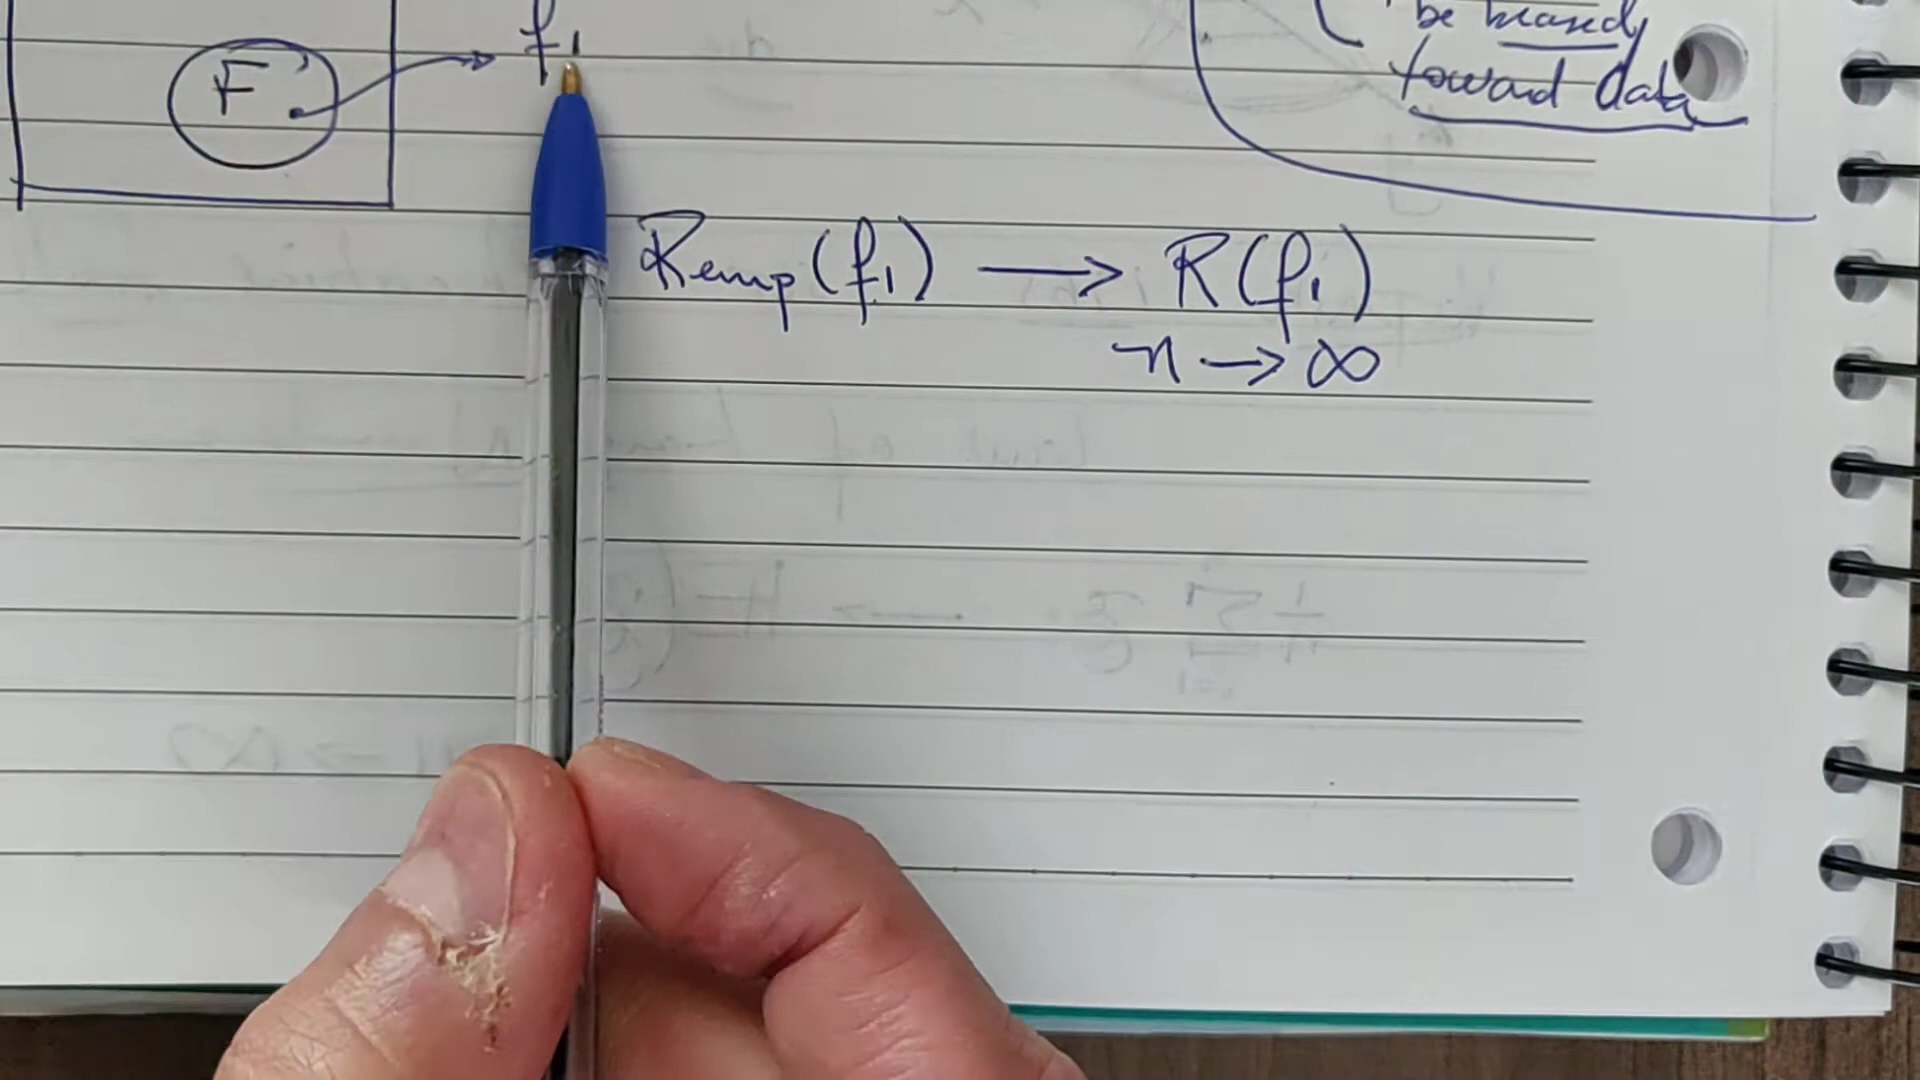 be biased
toward data
F
f1
Remp(f1) → R(f1)
n → ∞